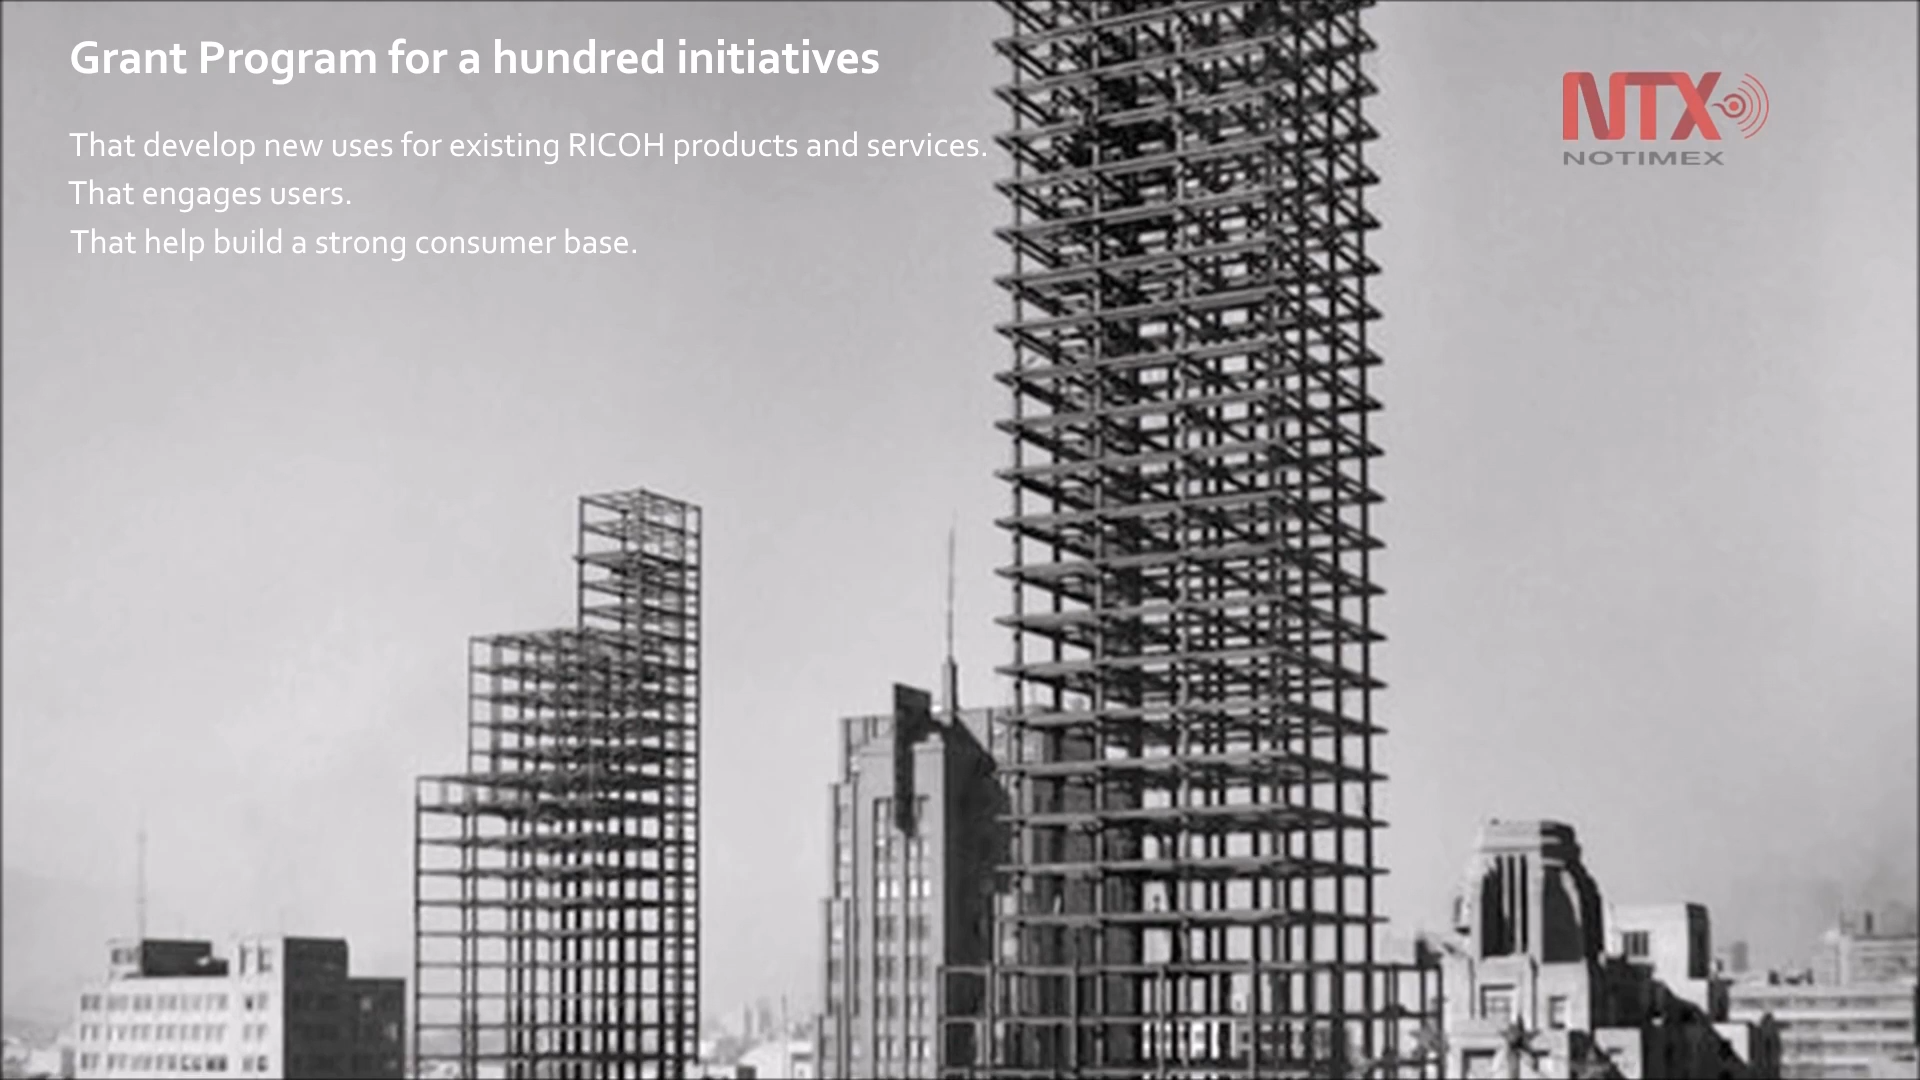 Grant Program for a hundred initiatives
That develop new uses for existing RICOH products and services.
That engages users.
That help build a strong consumer base.
NTX
NOTIMEX